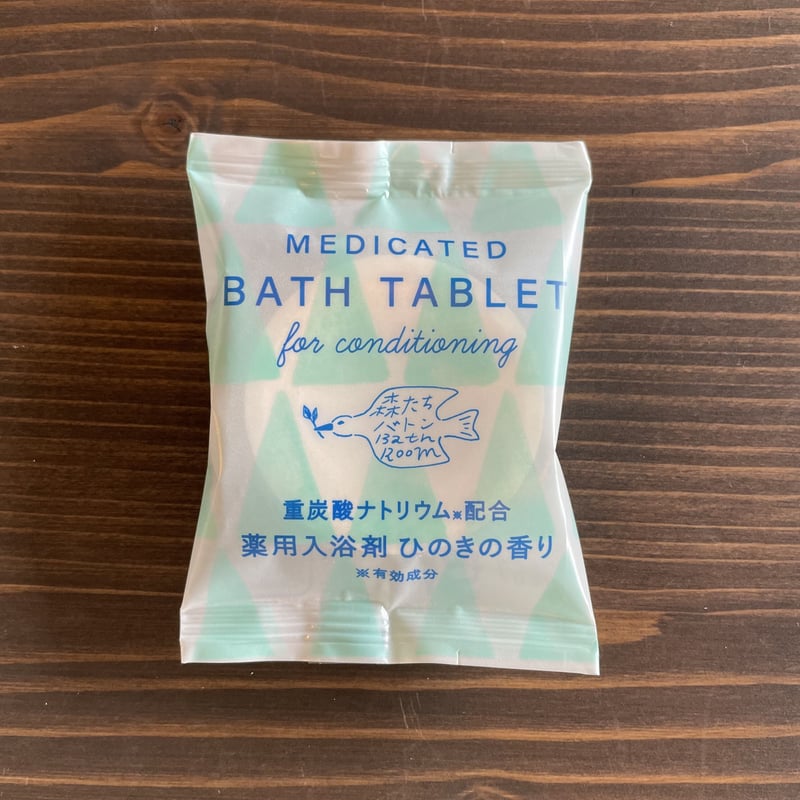 MEDICATED
BATH TABLET
for conditioning
森たち
バトン
Bath
Room
重炭酸ナトリウム※配合
薬用入浴剤 ひのきの香り
※有効成分